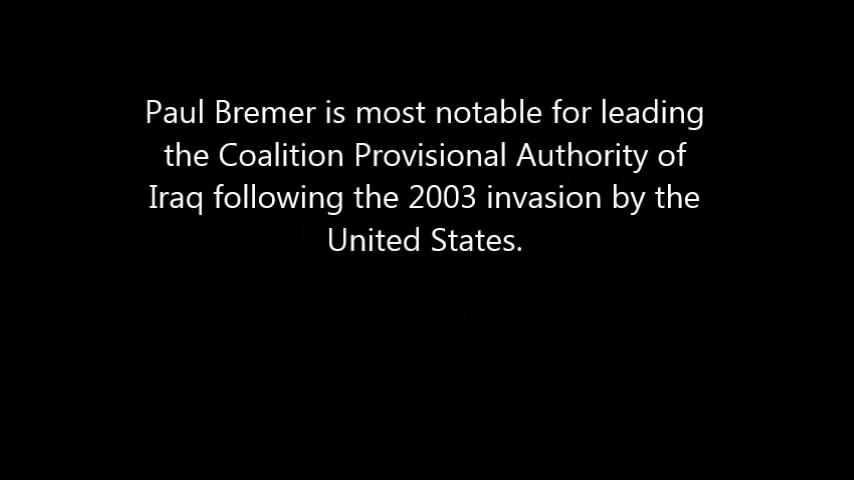 Paul Bremer is most notable for leading
the Coalition Provisional Authority of
Iraq following the 2003 invasion by the
United States.